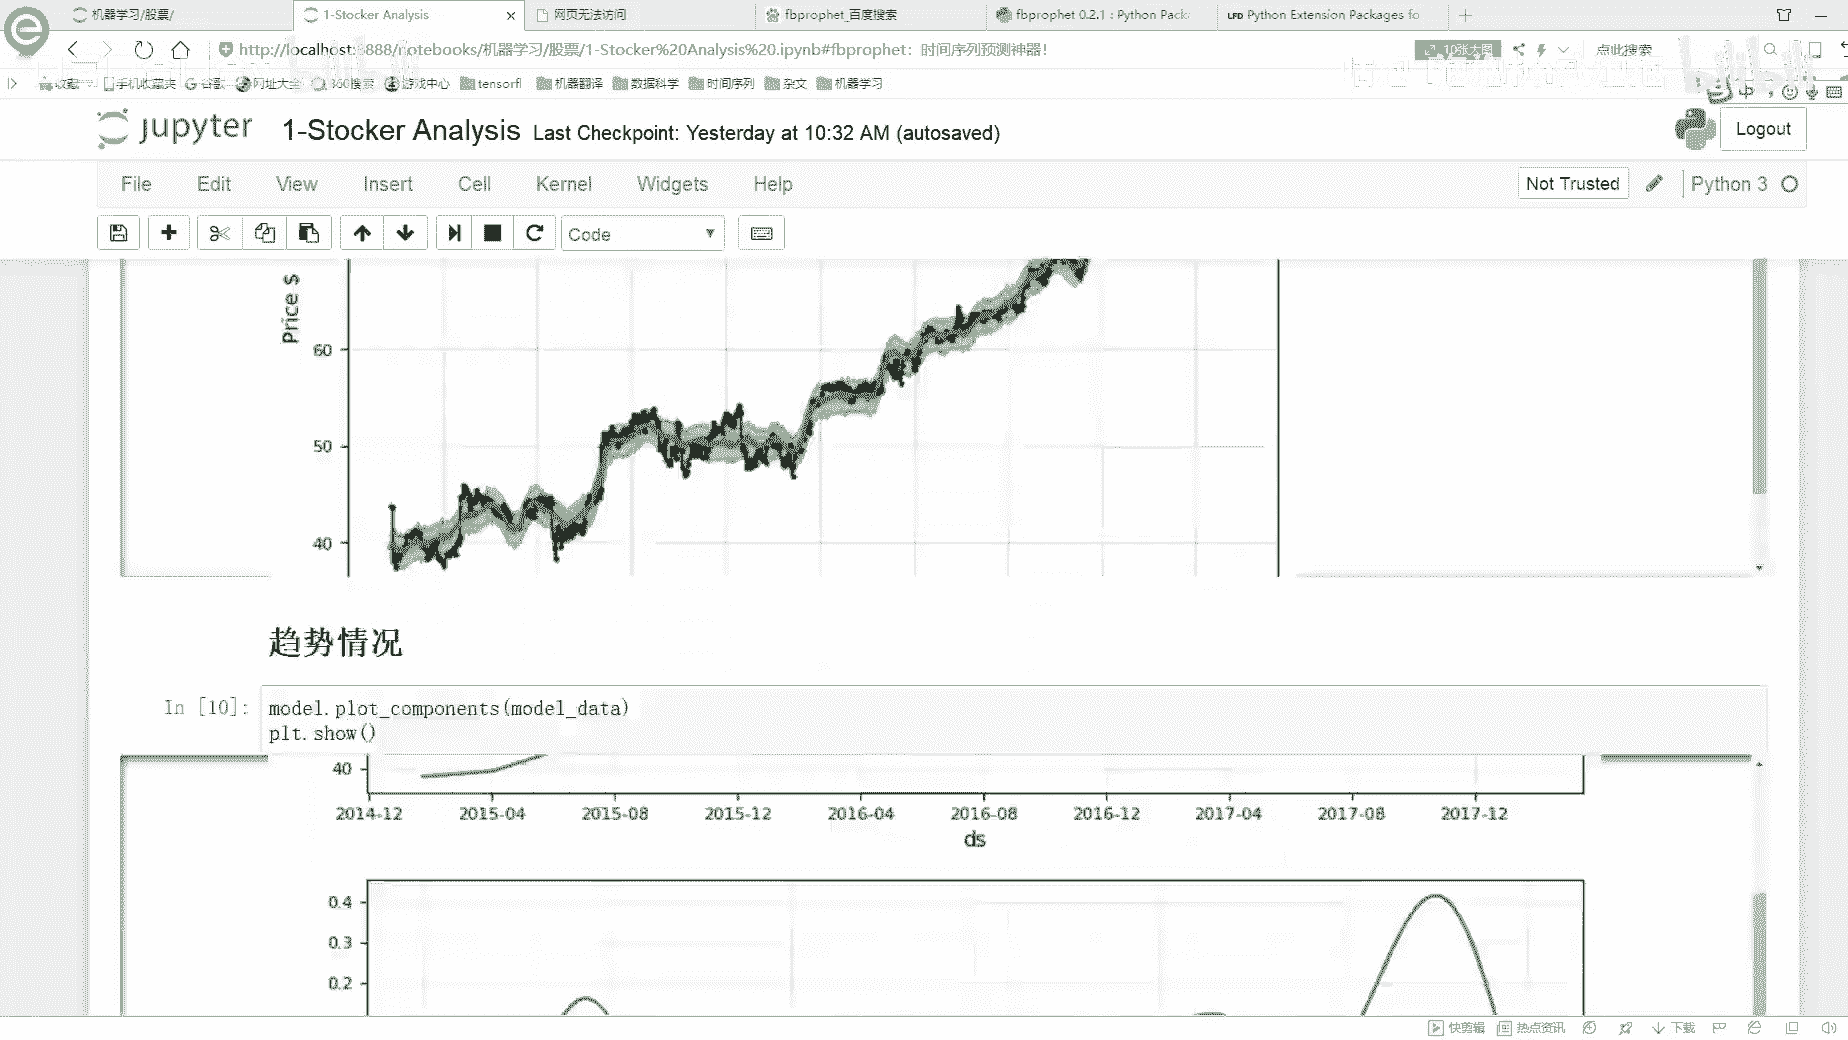 机器学习/股票/
1-Stocker Analysis
网页无法访问
fbprophet_百度搜索
fbprophet 0.2.1 : Python Pack
LFD Python Extension Packages fo
http://localhost:8888/notebooks/机器学习/股票/1-Stocker%20Analysis%20.ipynb#fbprophet：时间序列预测神器！
10张大图
点此搜索
收藏
手机收藏夹
谷歌
网址大全
360搜索
游戏中心
tensorfl
机器翻译
数据科学
时间序列
杂文
机器学习
jupyter
1-Stocker Analysis Last Checkpoint: Yesterday at 10:32 AM (autosaved)
Logout
File Edit View Insert Cell Kernel Widgets Help
Not Trusted
Python 3
Code
Price $
60
50
40
趋势情况
In [10]:
model.plot_components(model_data)
plt.show()
40
2014-12 2015-04 2015-08 2015-12 2016-04 2016-08 2016-12 2017-04 2017-08 2017-12
ds
0.4
0.3
0.2
快剪辑
热点资讯
下载